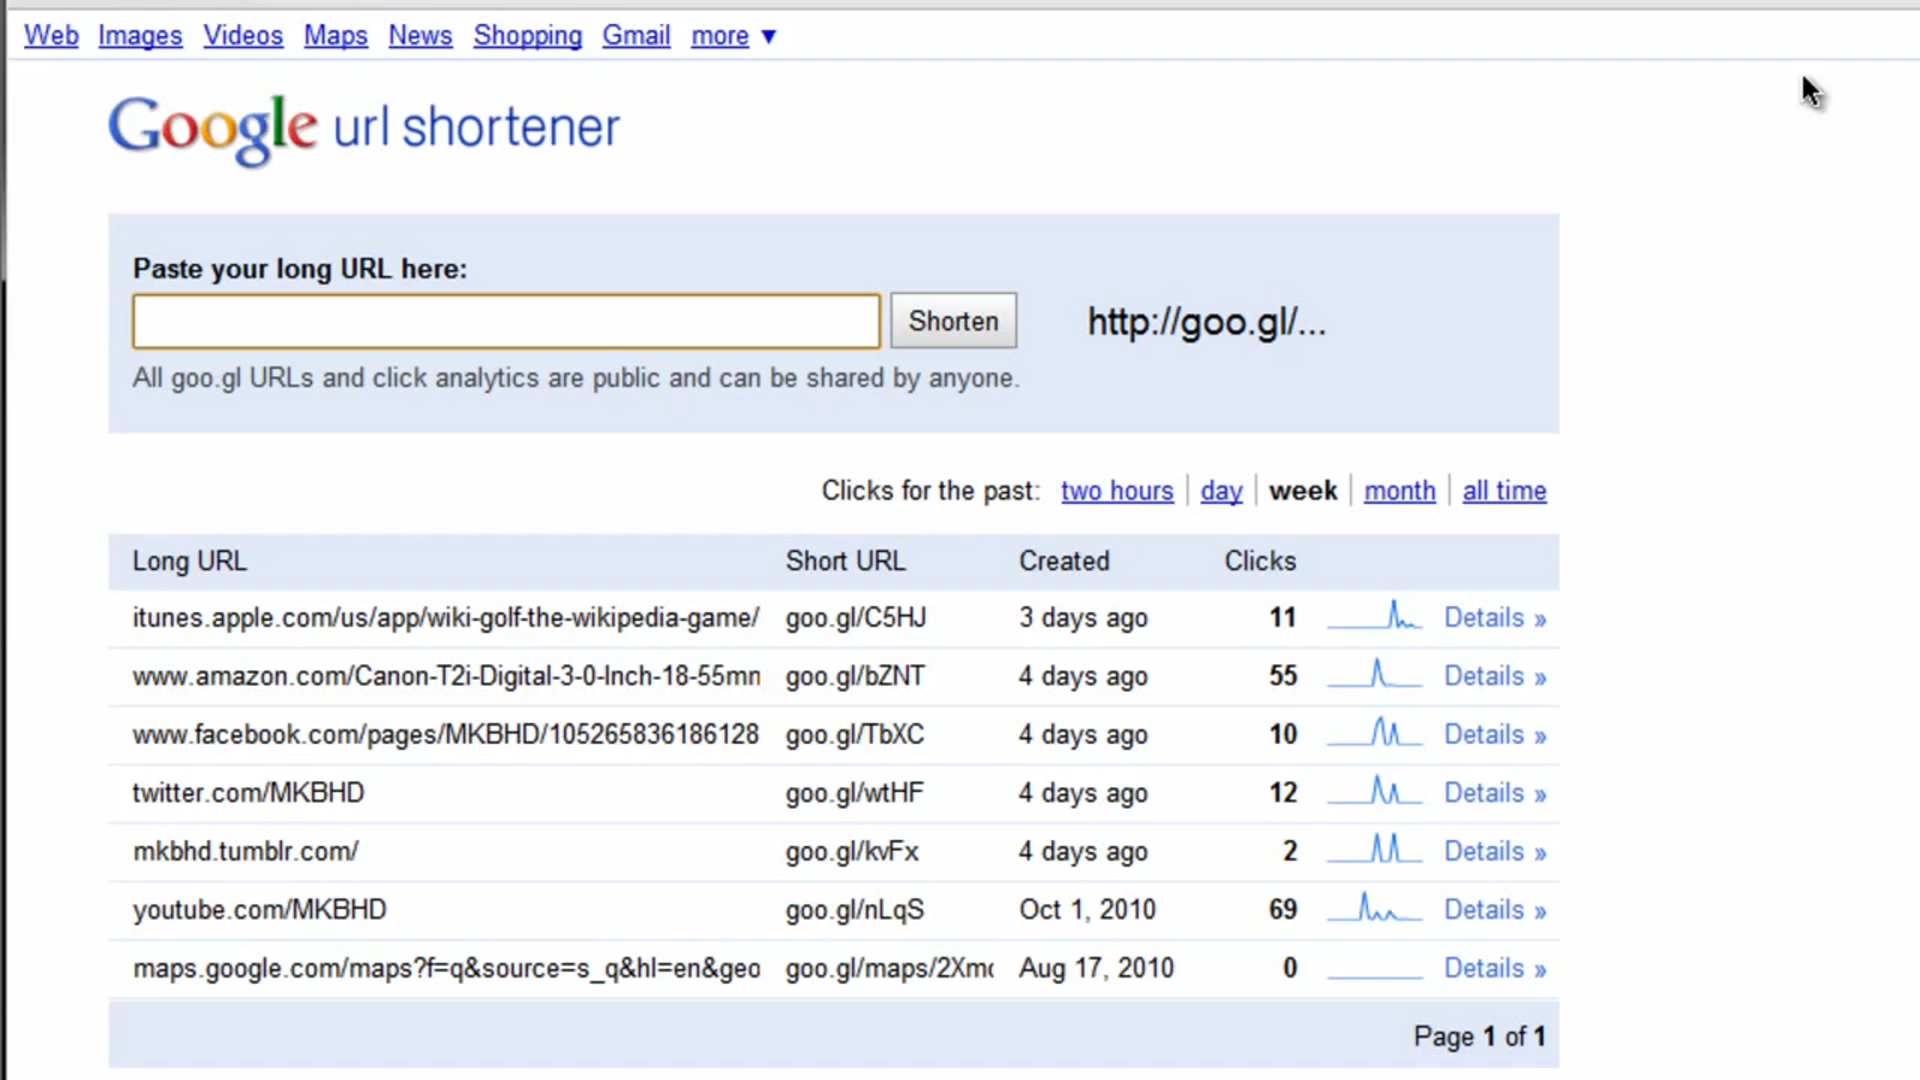 Web Images Videos Maps News Shopping Gmail more ▼
Google url shortener
Paste your long URL here:
Shorten http://goo.gl/...
All goo.gl URLs and click analytics are public and can be shared by anyone.
Clicks for the past: two hours | day | week | month | all time
Long URL Short URL Created Clicks
itunes.apple.com/us/app/wiki-golf-the-wikipedia-game/ goo.gl/C5HJ 3 days ago 11 Details »
www.amazon.com/Canon-T2i-Digital-3-0-Inch-18-55mn goo.gl/bZNT 4 days ago 55 Details »
www.facebook.com/pages/MKBHD/105265836186128 goo.gl/TbXC 4 days ago 10 Details »
twitter.com/MKBHD goo.gl/wtHF 4 days ago 12 Details »
mkbhd.tumblr.com/ goo.gl/kvFx 4 days ago 2 Details »
youtube.com/MKBHD goo.gl/nLqS Oct 1, 2010 69 Details »
maps.google.com/maps?f=q&source=s_q&hl=en&geo goo.gl/maps/2Xm Aug 17, 2010 0 Details »
Page 1 of 1